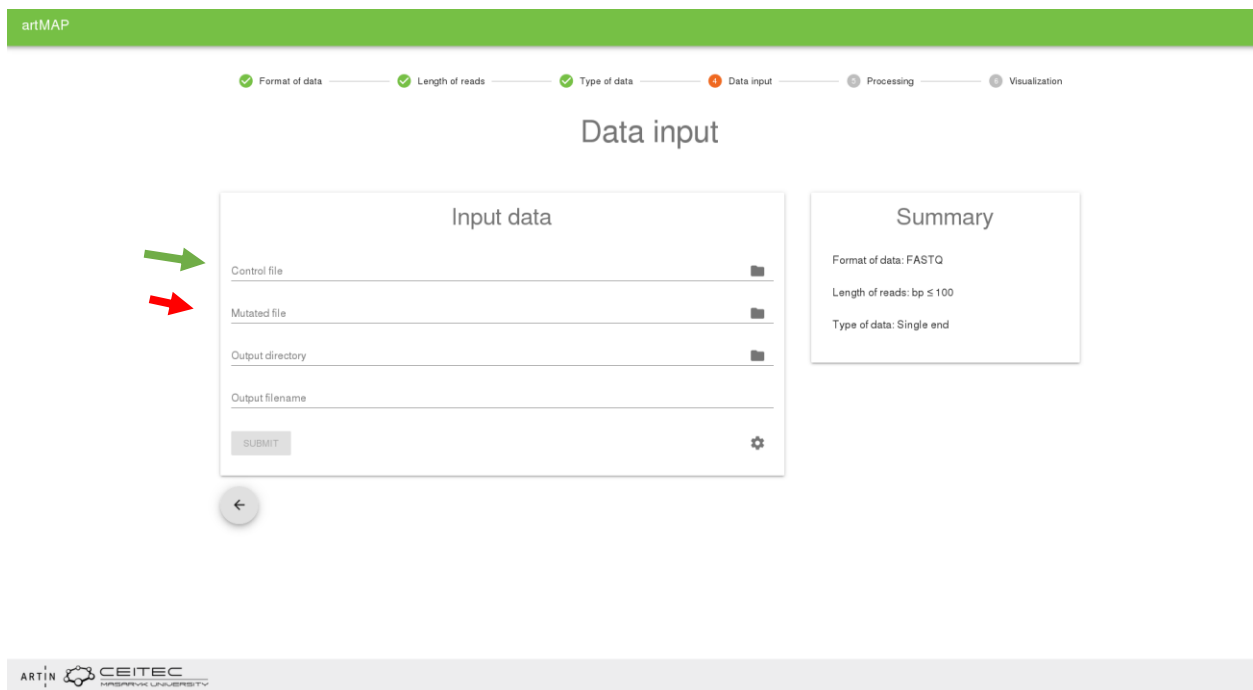 artMAP
Format of data
Length of reads
Type of data
4 Data input
5 Processing
6 Visualization
Data input
Input data
Control file
Mutated file
Output directory
Output filename
SUBMIT
Summary
Format of data: FASTQ
Length of reads: bp ≤ 100
Type of data: Single end
ARTIN CEITEC
MASARYK UNIVERSITY